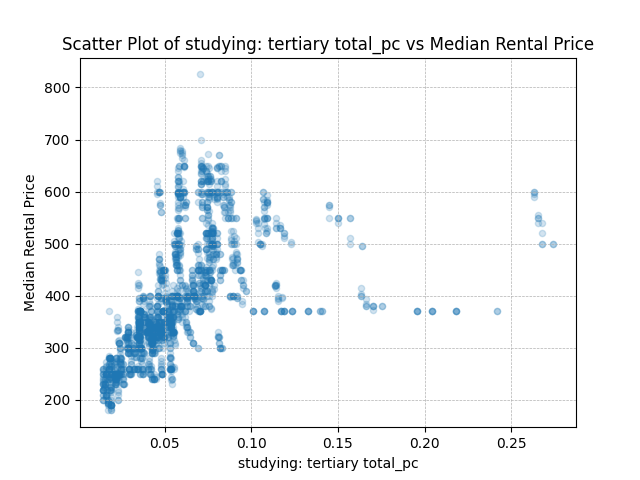 Scatter Plot of studying: tertiary total_pc vs Median Rental Price
800
700
600
500
400
300
200
Median Rental Price
0.05 0.10 0.15 0.20 0.25
studying: tertiary total_pc